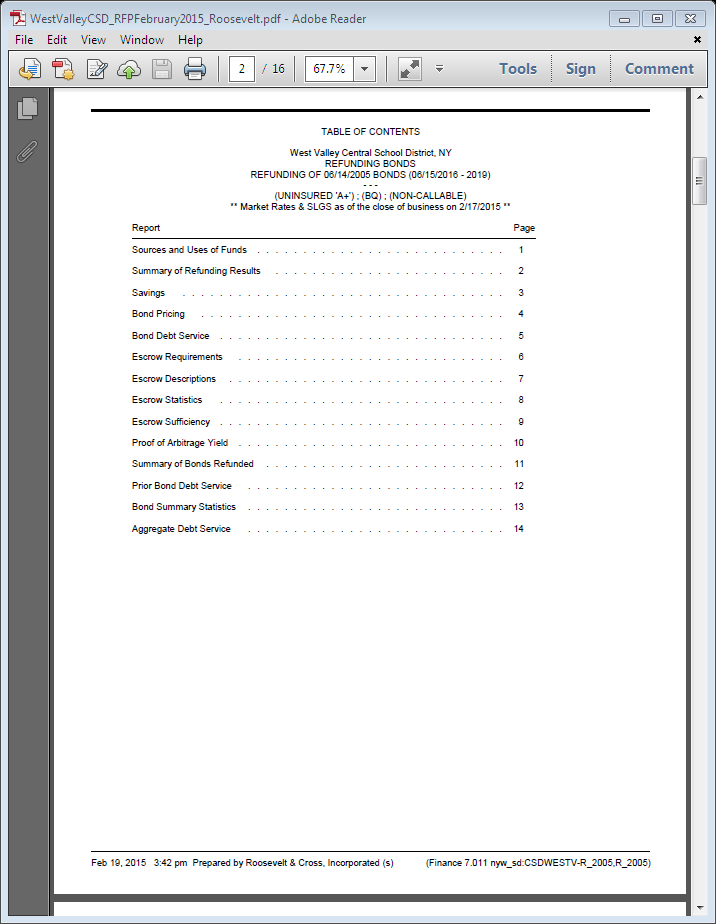 WestValleyCSD_RFPFebruary2015_Roosevelt.pdf - Adobe Reader
File Edit View Window Help
2 / 16 67.7% Tools Sign Comment
TABLE OF CONTENTS
West Valley Central School District, NY
REFUNDING BONDS
REFUNDING OF 06/14/2005 BONDS (06/15/2016 - 2019)
- - -
(UNINSURED 'A+') ; (BQ) ; (NON-CALLABLE)
** Market Rates & SLGS as of the close of business on 2/17/2015 **
Report Page
Sources and Uses of Funds . . . . . . . . . . . . . . . . . . . . . . . . . . . 1
Summary of Refunding Results . . . . . . . . . . . . . . . . . . . . . . . . . 2
Savings . . . . . . . . . . . . . . . . . . . . . . . . . . . . . . . . . . . 3
Bond Pricing . . . . . . . . . . . . . . . . . . . . . . . . . . . . . . . . . 4
Bond Debt Service . . . . . . . . . . . . . . . . . . . . . . . . . . . . . . . 5
Escrow Requirements . . . . . . . . . . . . . . . . . . . . . . . . . . . . . 6
Escrow Descriptions . . . . . . . . . . . . . . . . . . . . . . . . . . . . . . 7
Escrow Statistics . . . . . . . . . . . . . . . . . . . . . . . . . . . . . . . 8
Escrow Sufficiency . . . . . . . . . . . . . . . . . . . . . . . . . . . . . . . 9
Proof of Arbitrage Yield . . . . . . . . . . . . . . . . . . . . . . . . . . . . . 10
Summary of Bonds Refunded . . . . . . . . . . . . . . . . . . . . . . . . . . 11
Prior Bond Debt Service . . . . . . . . . . . . . . . . . . . . . . . . . . . . 12
Bond Summary Statistics . . . . . . . . . . . . . . . . . . . . . . . . . . . . 13
Aggregate Debt Service . . . . . . . . . . . . . . . . . . . . . . . . . . . . 14
Feb 19, 2015 3:42 pm Prepared by Roosevelt & Cross, Incorporated (s) (Finance 7.011 nyw_sd:CSDWESTV-R_2005,R_2005)